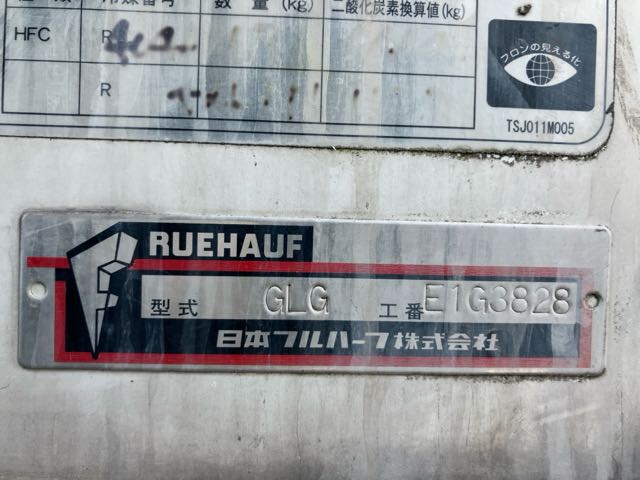 数量(kg) 二酸化炭素換算値(kg)
HFC R
R
フロンの見える化
TSJ011M005
RUEHAUF
型式 GLG 工番 E1G3828
日本フルハーフ株式会社